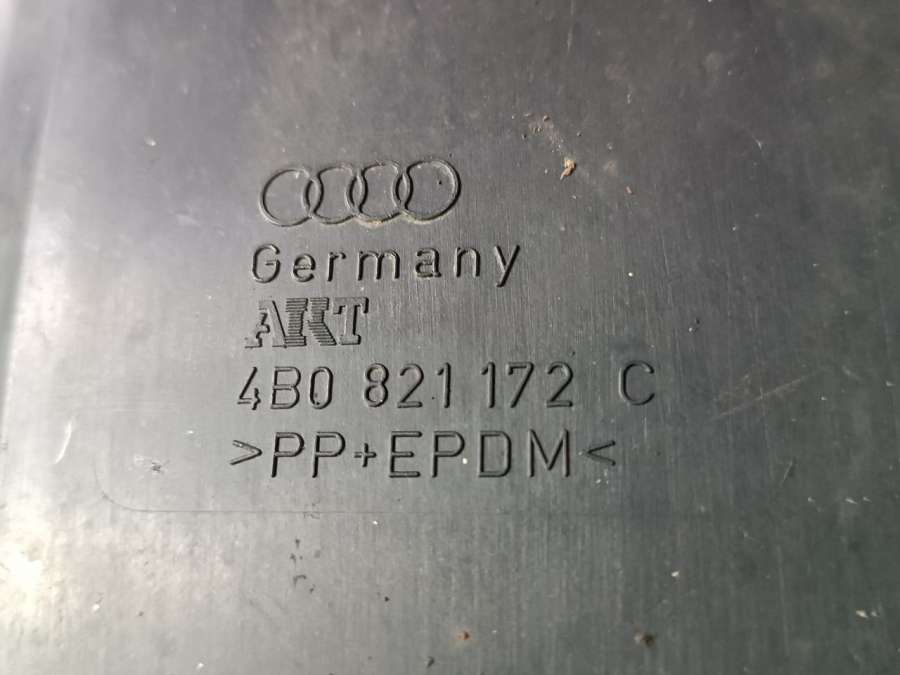 Germany
AKT
4B0 821 172 C
>PP+EPDM<